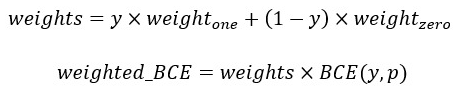 weights = y × weight_one + (1 − y) × weight_zero
weighted_BCE = weights × BCE(y, p)